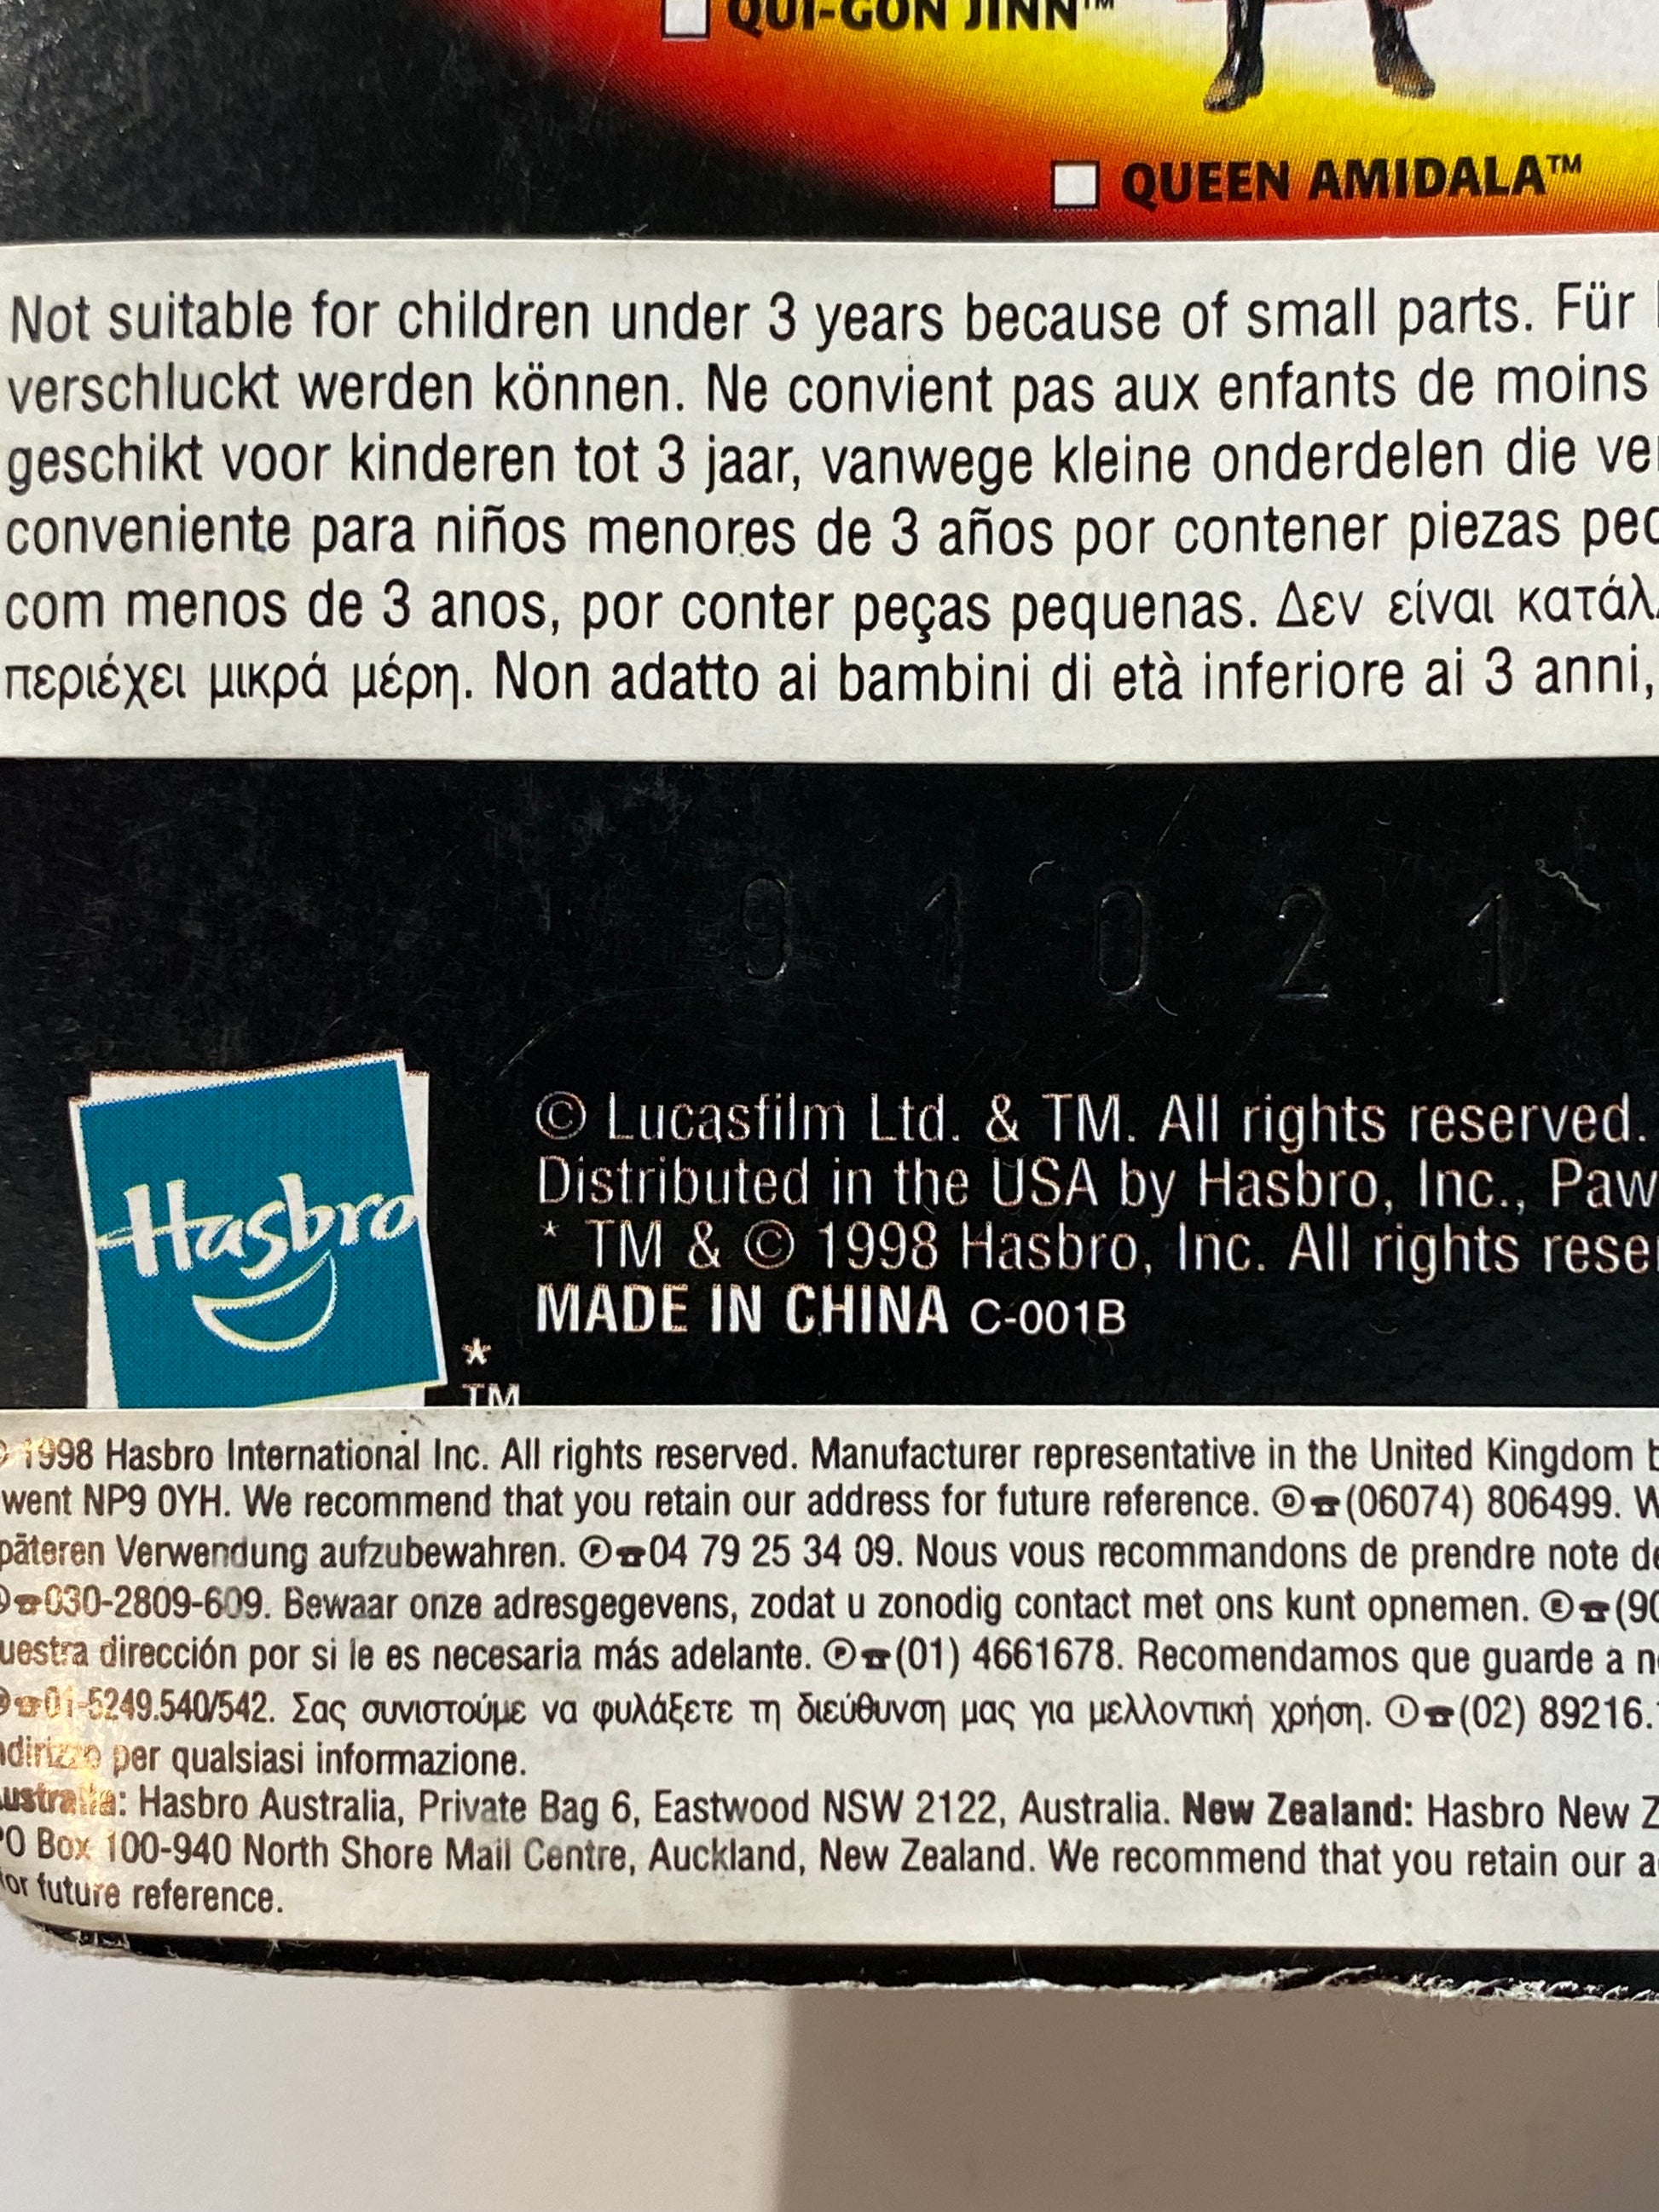 QUI-GON JINN™
QUEEN AMIDALA™
Not suitable for children under 3 years because of small parts. Für
verschluckt werden können. Ne convient pas aux enfants de moins
geschikt voor kinderen tot 3 jaar, vanwege kleine onderdelen die
conveniente para niños menores de 3 años por contener piezas
com menos de 3 anos, por conter peças pequenas. Δεν είναι
περιέχει μικρά μέρη. Non adatto ai bambini di età inferiore ai 3 anni,
9 1 0 2 1
Hasbro
*
TM
© Lucasfilm Ltd. & TM. All rights reserved.
Distributed in the USA by Hasbro, Inc., Paw
* TM & © 1998 Hasbro, Inc. All rights rese
MADE IN CHINA C-001B
© 1998 Hasbro International Inc. All rights reserved. Manufacturer representative in the United Kingdom
went NP9 0YH. We recommend that you retain our address for future reference. Ⓓ☎(06074) 806499.
päteren Verwendung aufzubewahren. Ⓕ☎04 79 25 34 09. Nous vous recommandons de prendre note
☎030-2809-609. Bewaar onze adresgegevens, zodat u zonodig contact met ons kunt opnemen. Ⓔ☎(90
uestra dirección por si le es necesaria más adelante. Ⓟ☎(01) 4661678. Recomendamos que guarde a
☎01-5249.540/542. Σας συνιστούμε να φυλάξετε τη διεύθυνση μας για μελλοντική χρήση. Ⓘ☎(02) 89216.
ndirizzo per qualsiasi informazione.
ustralia: Hasbro Australia, Private Bag 6, Eastwood NSW 2122, Australia. New Zealand: Hasbro New
PO Box 100-940 North Shore Mail Centre, Auckland, New Zealand. We recommend that you retain our
for future reference.